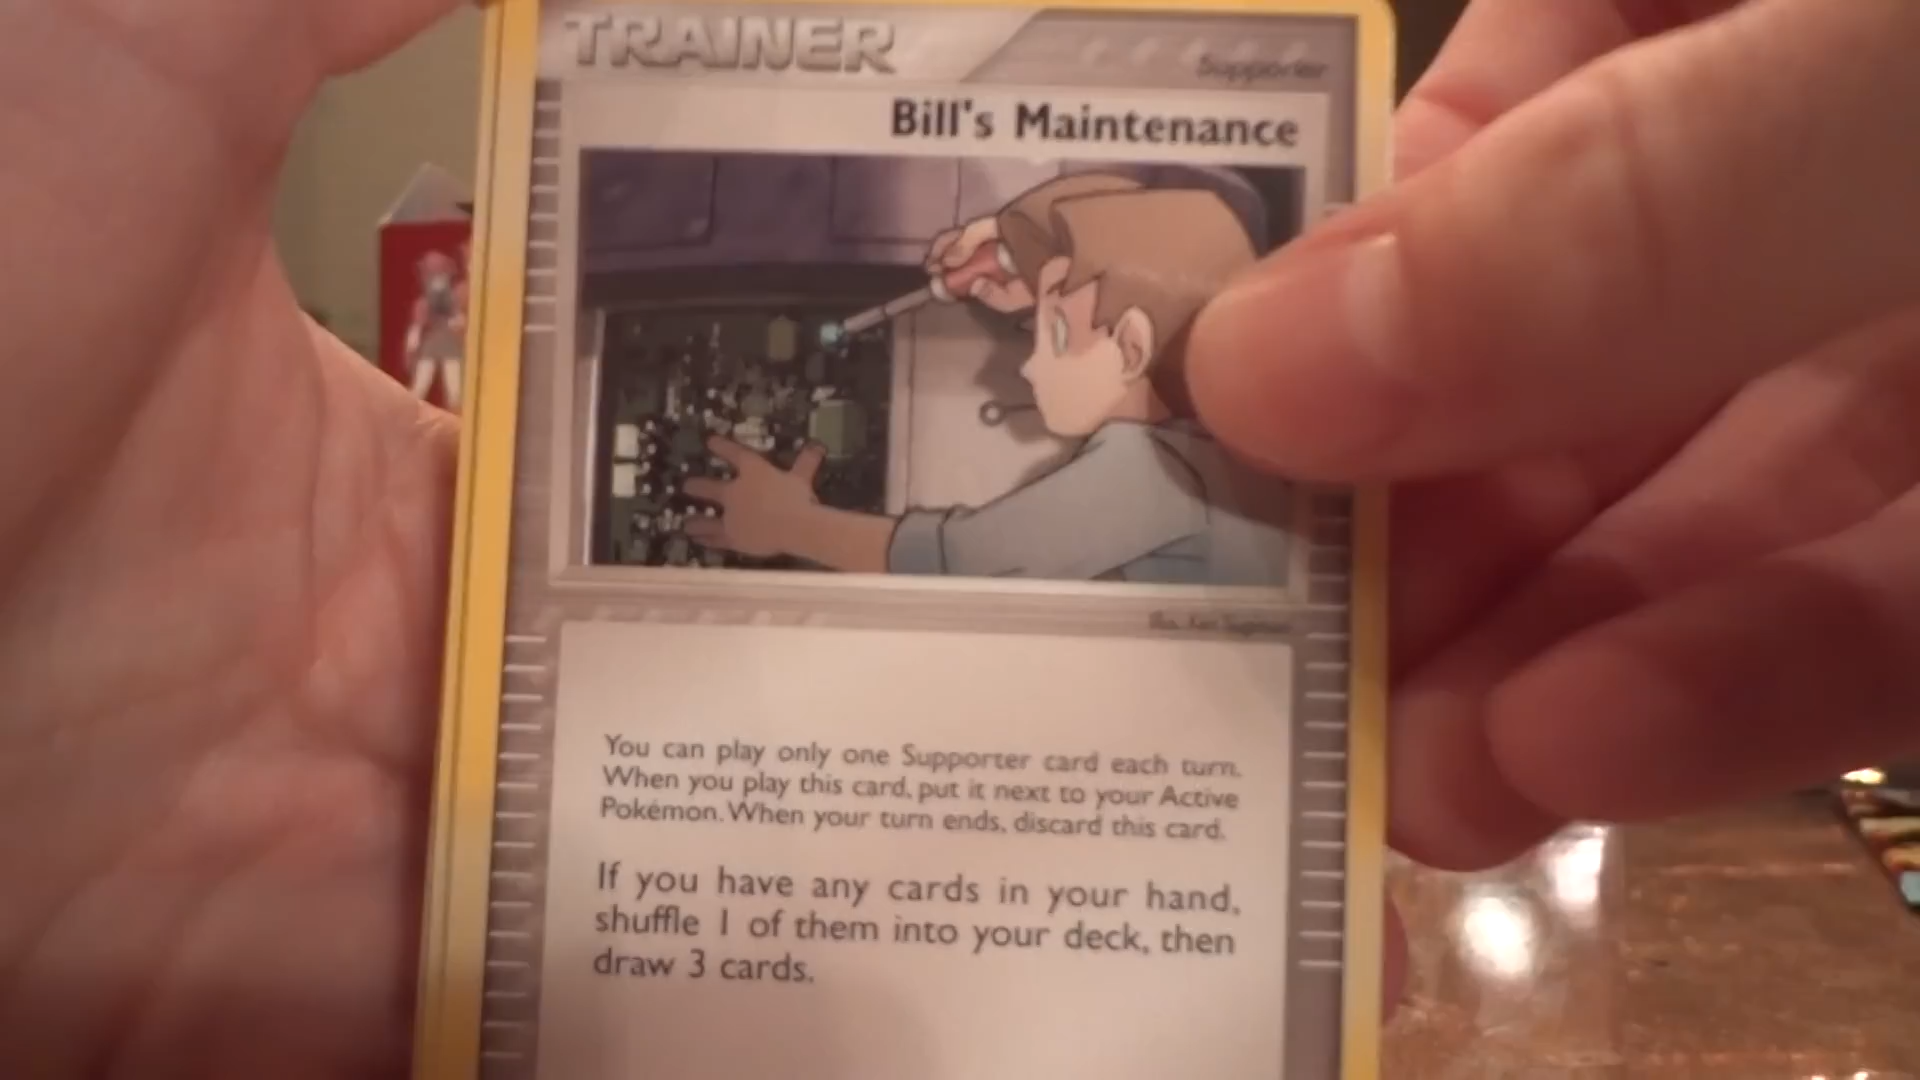 TRAINER
Supporter
Bill's Maintenance
You can play only one Supporter card each turn.
When you play this card, put it next to your Active
Pokémon. When your turn ends, discard this card.
If you have any cards in your hand,
shuffle 1 of them into your deck, then
draw 3 cards.